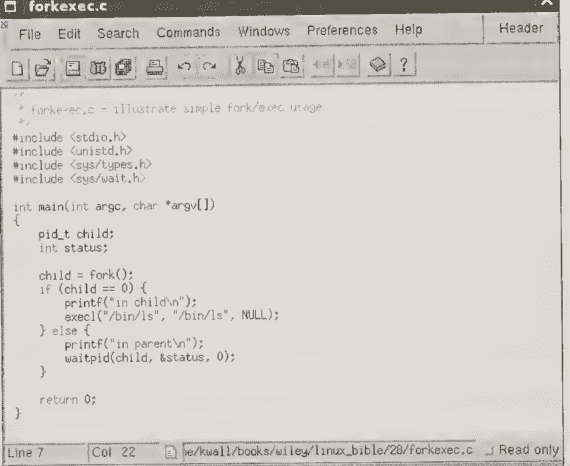 forkexec.c
File Edit Search Commands Windows Preferences Help Header
/*
* forkexec.c - illustrate simple fork/exec usage
*/
#include <stdio.h>
#include <unistd.h>
#include <sys/types.h>
#include <sys/wait.h>
int main(int argc, char *argv[])
{
pid_t child;
int status;
child = fork();
if (child == 0) {
printf("in child\n");
execl("/bin/ls", "/bin/ls", NULL);
} else {
printf("in parent\n");
waitpid(child, &status, 0);
}
return 0;
}
Line 7 Col 22 ne/kwall/books/wiley/linux_bible/28/forkexec.c Read only